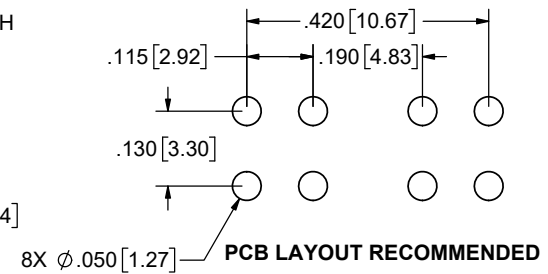 H
.420[10.67]
.115[2.92]
.190[4.83]
.130[3.30]
4]
8X ⌀.050[1.27]
PCB LAYOUT RECOMMENDED